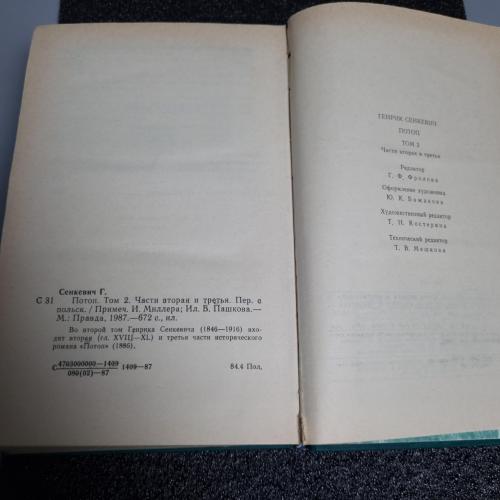 Сенкевич Г.
С 31 Потоп. Том 2. Части вторая и третья. Пер. с
польск. / Примеч. И. Миллера; Ил. В. Пашкова.—
М.: Правда, 1987.—672 с., ил.
Во второй том Генрика Сенкевича (1846—1916) вхо-
дят вторая (гл. XVIII—XL) и третья части исторического
романа «Потоп» (1886).
С 4703000000—1409
080(02)—87
1409—87
84.4 Пол.
ГЕНРИК СЕНКЕВИЧ
ПОТОП
ТОМ 2
Части вторая и третья
Редактор
Г. Ф. Фролова
Оформление художника
Ю. К. Бажанова
Художественный редактор
Т. Н. Костерина
Технический редактор
Т. В. Мешкова